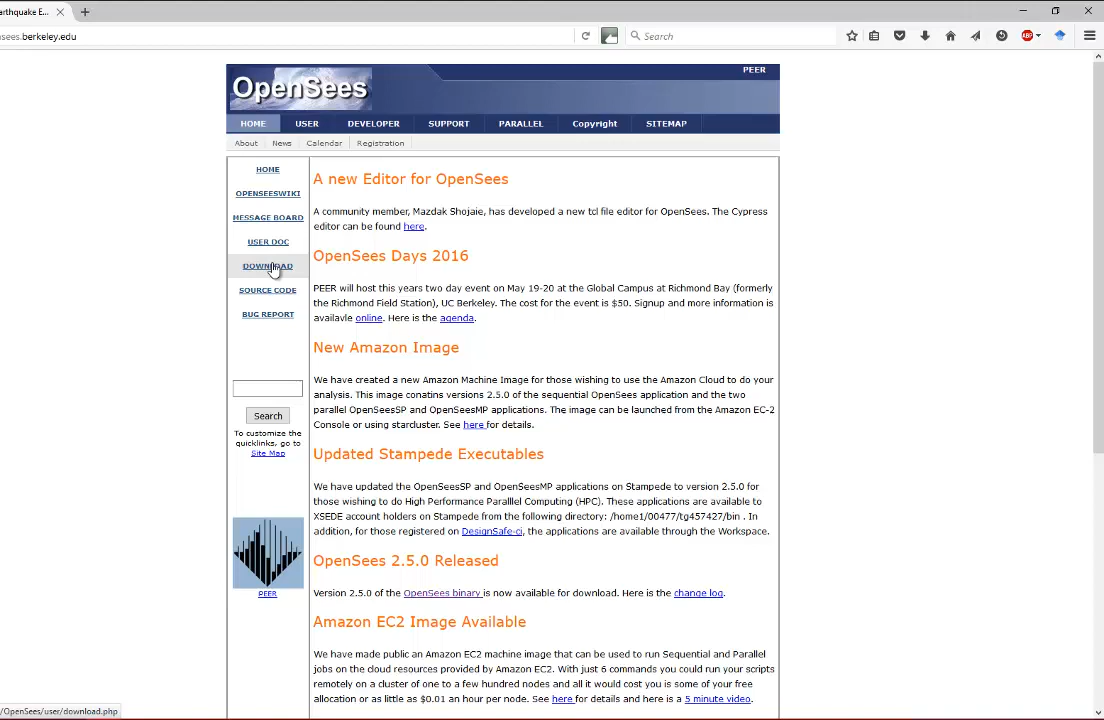 arthquake E...
sees.berkeley.edu
Search
ABP
OpenSees
PEER
HOME USER DEVELOPER SUPPORT PARALLEL Copyright SITEMAP
About News Calendar Registration
HOME
OPENSEESWIKI
MESSAGE BOARD
USER DOC
DOWNLOAD
SOURCE CODE
BUG REPORT
Search
To customize the
quicklinks, go to
Site Map
PEER
A new Editor for OpenSees
A community member, Mazdak Shojaie, has developed a new tcl file editor for OpenSees. The Cypress
editor can be found here.
OpenSees Days 2016
PEER will host this years two day event on May 19-20 at the Global Campus at Richmond Bay (formerly
the Richmond Field Station), UC Berkeley. The cost for the event is $50. Signup and more information is
availavle online. Here is the agenda.
New Amazon Image
We have created a new Amazon Machine Image for those wishing to use the Amazon Cloud to do your
analysis. This image conatins versions 2.5.0 of the sequential OpenSees application and the two
parallel OpenSeesSP and OpenSeesMP applications. The image can be launched from the Amazon EC-2
Console or using starcluster. See here for details.
Updated Stampede Executables
We have updated the OpenSeesSP and OpenSeesMP applications on Stampede to version 2.5.0 for
those wishing to do High Performance Paralllel Computing (HPC). These applications are available to
XSEDE account holders on Stampede from the following directory: /home1/00477/tg457427/bin . In
addition, for those registered on DesignSafe-ci, the applications are available through the Workspace.
OpenSees 2.5.0 Released
Version 2.5.0 of the OpenSees binary is now available for download. Here is the change log.
Amazon EC2 Image Available
We have made public an Amazon EC2 machine image that can be used to run Sequential and Parallel
jobs on the cloud resources provided by Amazon EC2. With just 6 commands you could run your scripts
remotely on a cluster of one to a few hundred nodes and all it would cost you is some of your free
allocation or as little as $0.01 an hour per node. See here for details and here is a 5 minute video.
/OpenSees/user/download.php